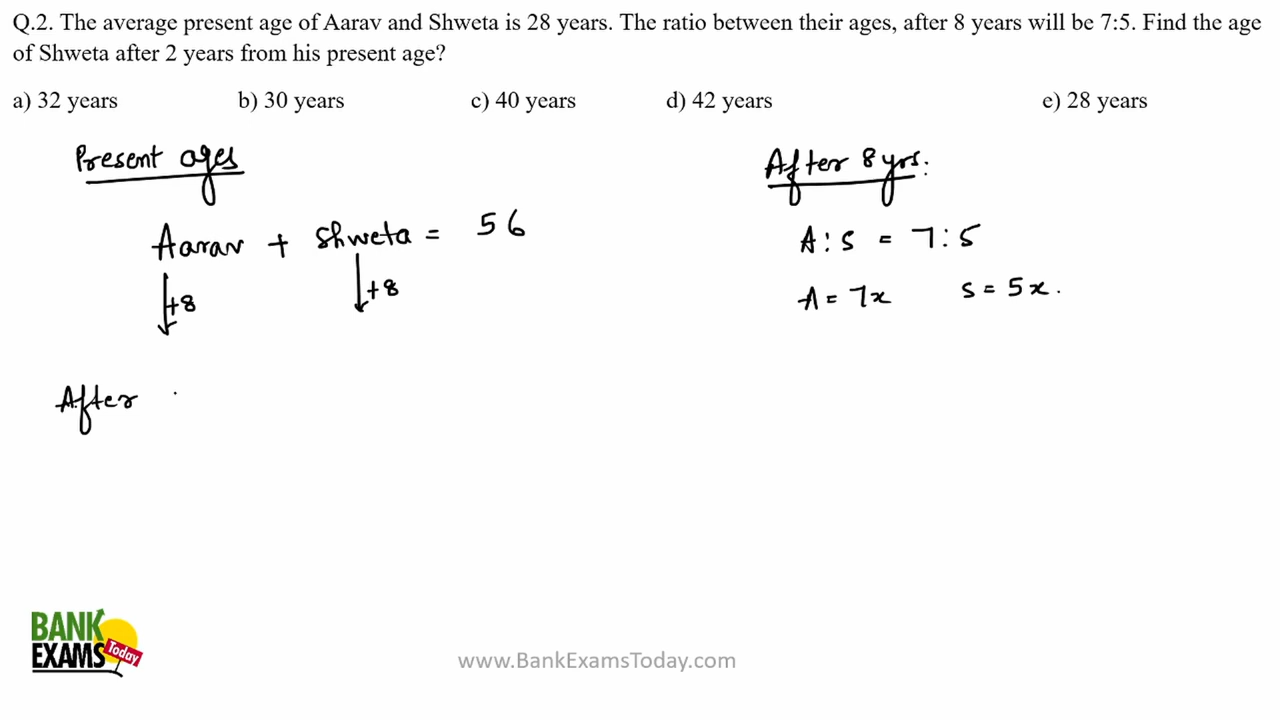 Q.2. The average present age of Aarav and Shweta is 28 years. The ratio between their ages, after 8 years will be 7:5. Find the age
of Shweta after 2 years from his present age?
a) 32 years b) 30 years c) 40 years d) 42 years e) 28 years
Present ages
After 8 yrs:
Aarav + Shweta = 56
A : S = 7 : 5
+8 +8
A = 7x S = 5x.
After
BANK
EXAMS Today
www.BankExamsToday.com